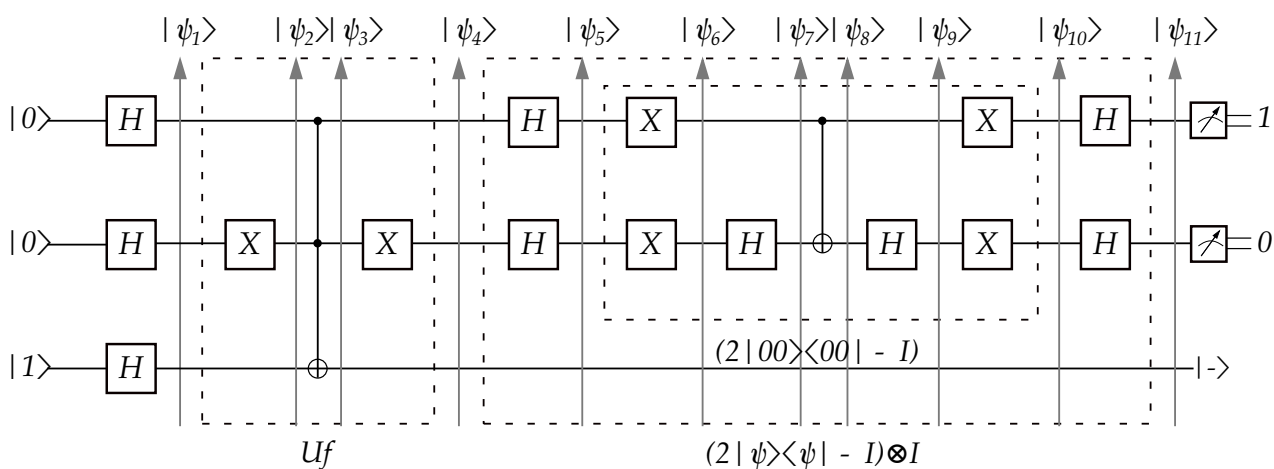 |ψ1> |ψ2> |ψ3> |ψ4> |ψ5> |ψ6> |ψ7> |ψ8> |ψ9> |ψ10> |ψ11>
|0> H H X X H 1
|0> H X X H X H H X H 0
(2|00><00| - I)
|1> H |->
Uf (2|ψ><ψ| - I)⊗I